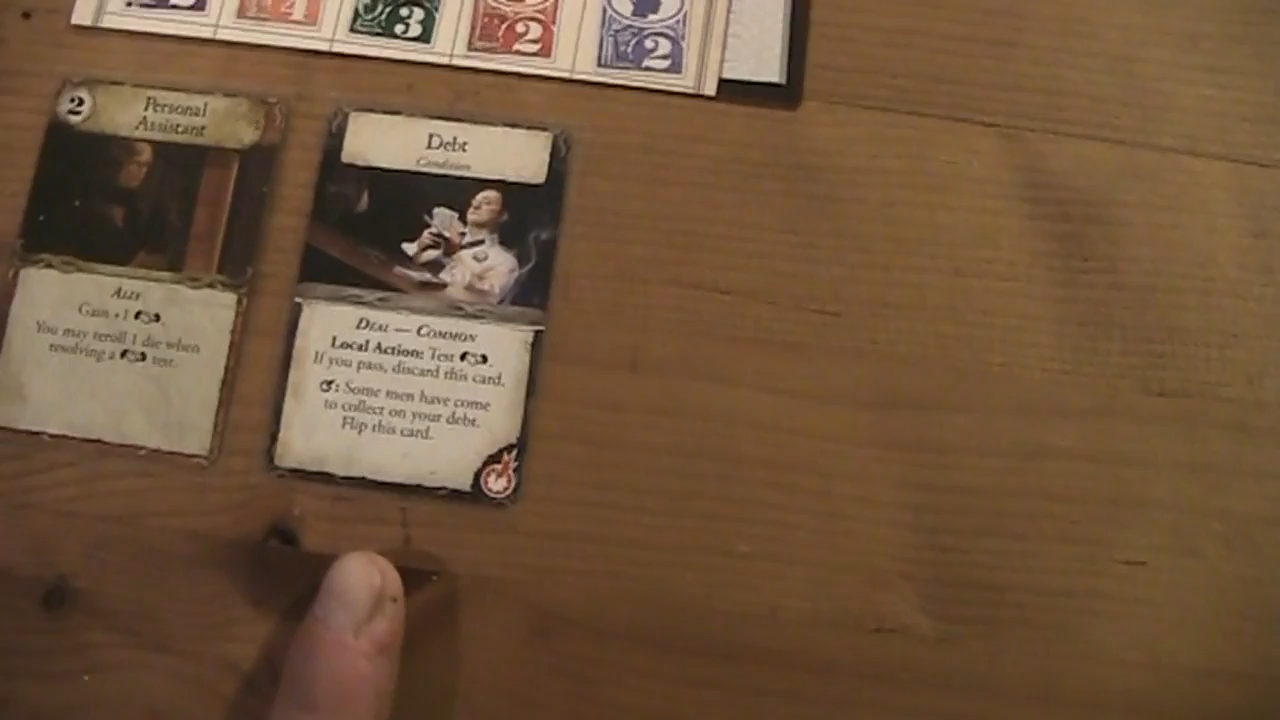 2
4
3
2
2
2
Personal
Assistant
Ally
Gain +1 .
You may reroll 1 die when
resolving a test.
Debt
Condition
Deal — Common
Local Action: Test .
If you pass, discard this card.
: Some men have come
to collect on your debt.
Flip this card.